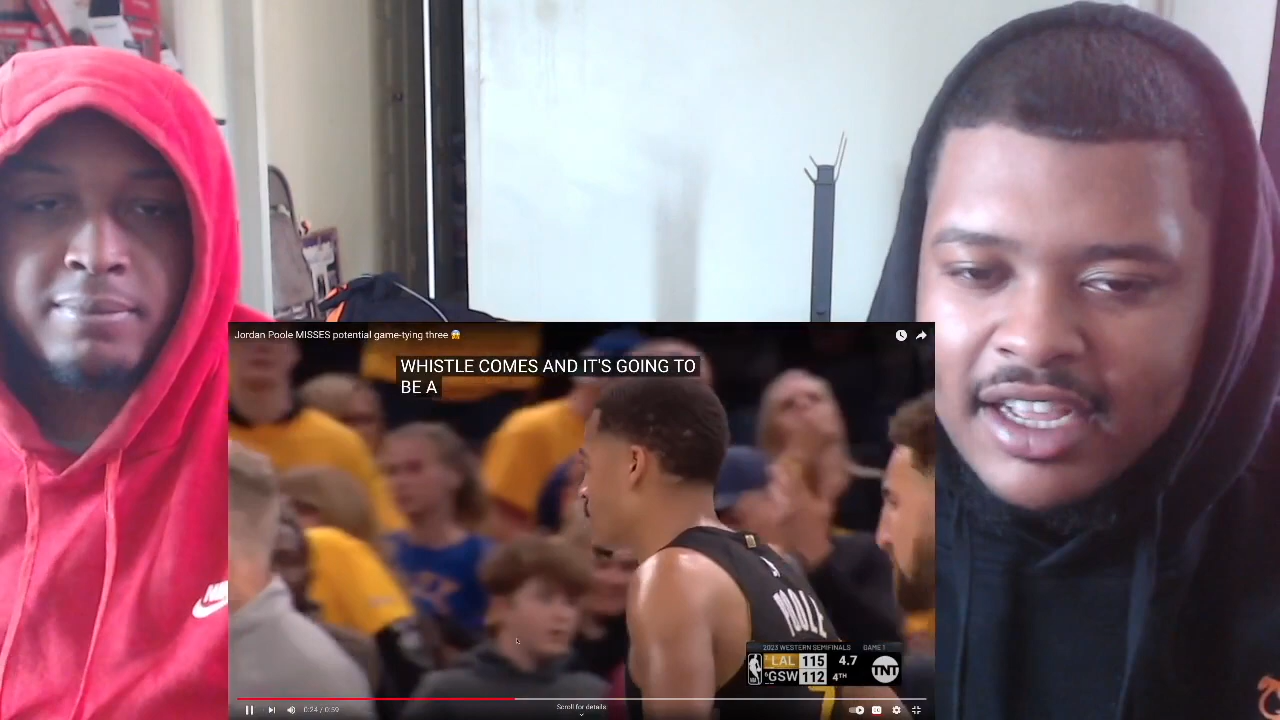 Jordan Poole MISSES potential game-tying three 😱
WHISTLE COMES AND IT'S GOING TO
BE A
POOLE
2023 WESTERN SEMIFINALS GAME 1
LAL 115 4.7
GSW 112 4TH
TNT
0:24 / 0:59
Scroll for details